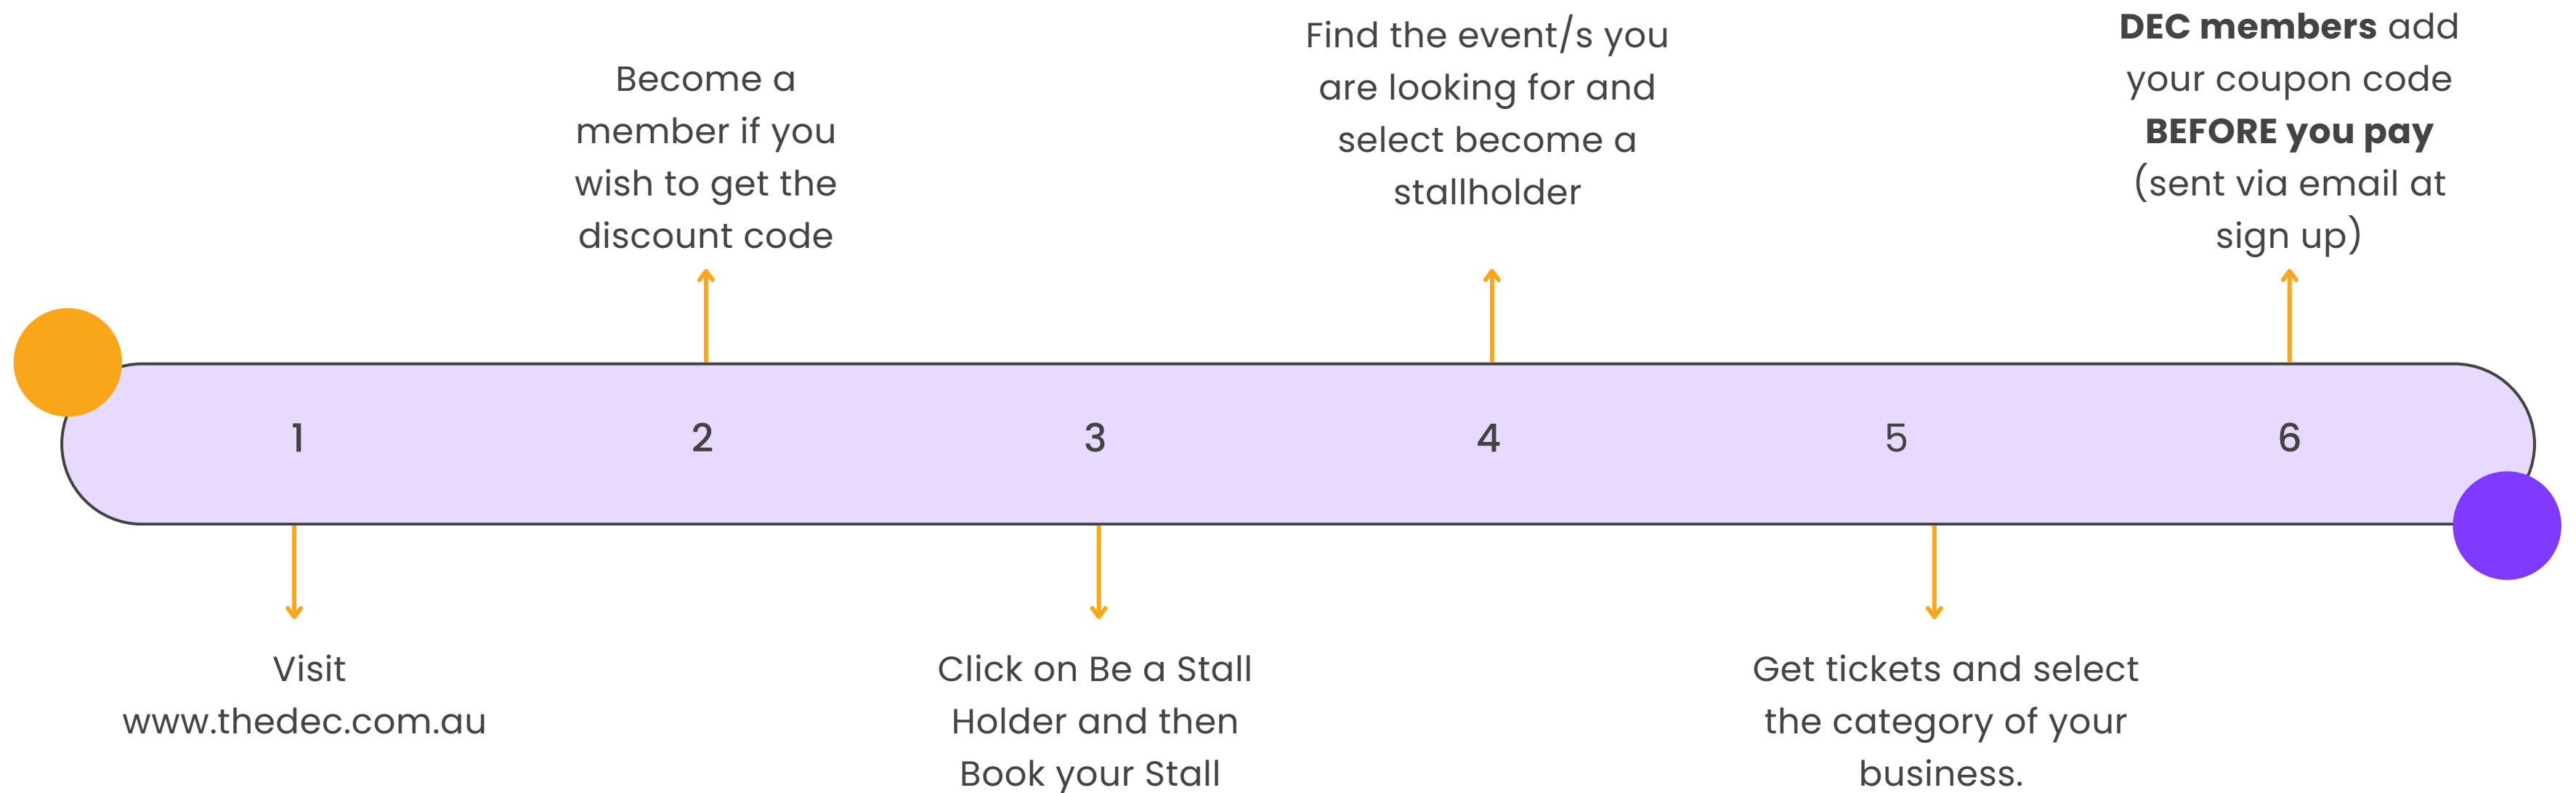 Become a
member if you
wish to get the
discount code
Find the event/s you
are looking for and
select become a
stallholder
DEC members add
your coupon code
BEFORE you pay
(sent via email at
sign up)
1
2
3
4
5
6
Visit
www.thedec.com.au
Click on Be a Stall
Holder and then
Book your Stall
Get tickets and select
the category of your
business.